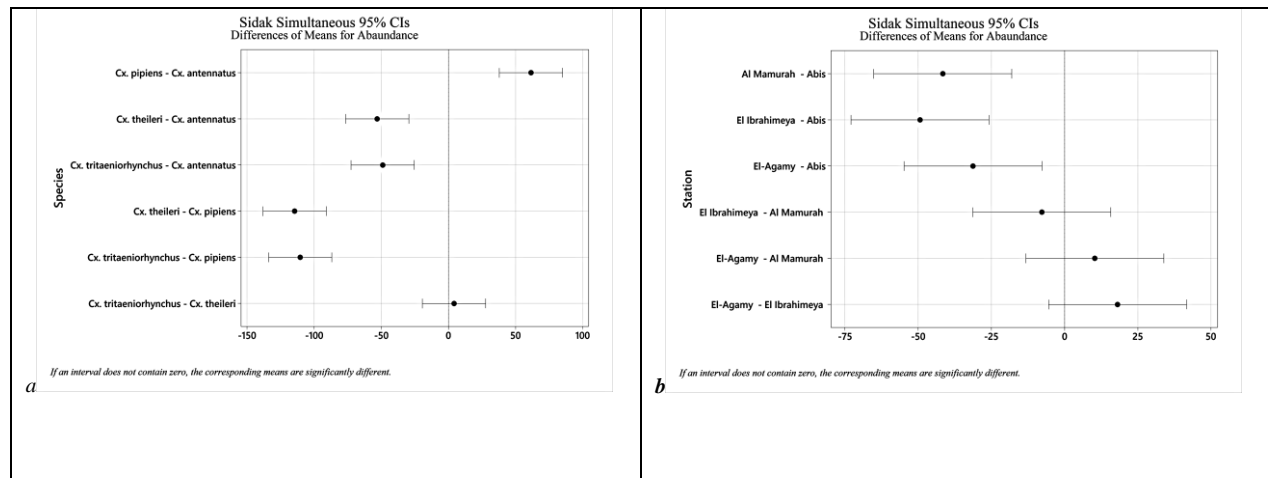 Sidak Simultaneous 95% CIs
Differences of Means for Abaundance
Species
Cx. pipiens - Cx. antennatus
Cx. theileri - Cx. antennatus
Cx. tritaeniorhynchus - Cx. antennatus
Cx. theileri - Cx. pipiens
Cx. tritaeniorhynchus - Cx. pipiens
Cx. tritaeniorhynchus - Cx. theileri
-150 -100 -50 0 50 100
If an interval does not contain zero, the corresponding means are significantly different.
a
Sidak Simultaneous 95% CIs
Differences of Means for Abaundance
Station
Al Mamurah - Abis
El Ibrahimeya - Abis
El-Agamy - Abis
El Ibrahimeya - Al Mamurah
El-Agamy - Al Mamurah
El-Agamy - El Ibrahimeya
-75 -50 -25 0 25 50
If an interval does not contain zero, the corresponding means are significantly different.
b